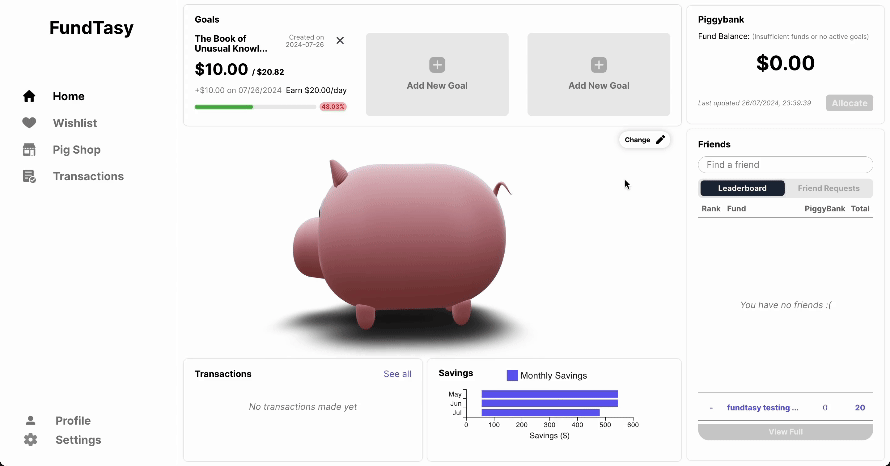 FundTasy
Home
Wishlist
Pig Shop
Transactions
Profile
Settings
Goals
The Book of
Unusual Knowl...
Created on
2024-07-26
$10.00 / $20.82
+$10.00 on 07/26/2024 Earn $20.00/day
48.03%
Add New Goal
Add New Goal
Change
Transactions
See all
No transactions made yet
Savings
Monthly Savings
May
Jun
Jul
0 100 200 300 400 500 600
Savings ($)
Piggybank
Fund Balance: (Insufficient funds or no active goals)
$0.00
Last updated 26/07/2024, 23:39:39
Allocate
Friends
Find a friend
Leaderboard
Friend Requests
Rank Fund PiggyBank Total
You have no friends :(
- fundtasy testing ... 0 20
View Full